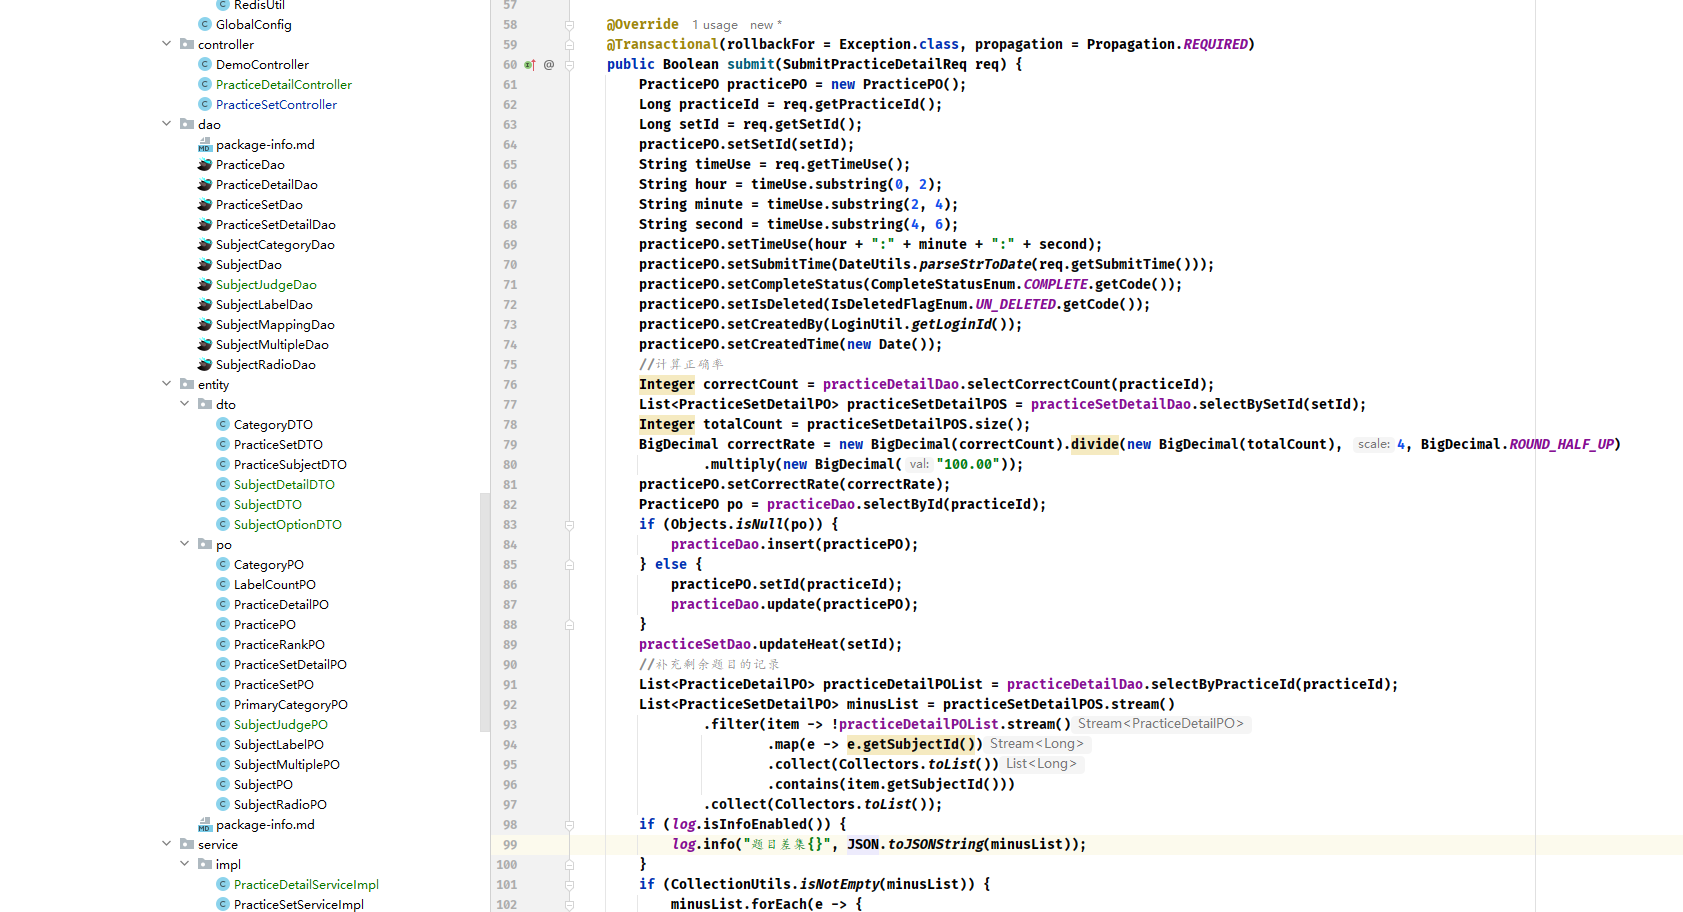 RedisUtil
GlobalConfig
controller
DemoController
PracticeDetailController
PracticeSetController
dao
package-info.md
PracticeDao
PracticeDetailDao
PracticeSetDao
PracticeSetDetailDao
SubjectCategoryDao
SubjectDao
SubjectJudgeDao
SubjectLabelDao
SubjectMappingDao
SubjectMultipleDao
SubjectRadioDao
entity
dto
CategoryDTO
PracticeSetDTO
PracticeSubjectDTO
SubjectDetailDTO
SubjectDTO
SubjectOptionDTO
po
CategoryPO
LabelCountPO
PracticeDetailPO
PracticePO
PracticeRankPO
PracticeSetDetailPO
PracticeSetPO
PrimaryCategoryPO
SubjectJudgePO
SubjectLabelPO
SubjectMultiplePO
SubjectPO
SubjectRadioPO
package-info.md
service
impl
PracticeDetailServiceImpl
PracticeSetServiceImpl
57
58 @Override 1 usage new *
59 @Transactional(rollbackFor = Exception.class, propagation = Propagation.REQUIRED)
60 @ public Boolean submit(SubmitPracticeDetailReq req) {
61 PracticePO practicePO = new PracticePO();
62 Long practiceId = req.getPracticeId();
63 Long setId = req.getSetId();
64 practicePO.setSetId(setId);
65 String timeUse = req.getTimeUse();
66 String hour = timeUse.substring(0, 2);
67 String minute = timeUse.substring(2, 4);
68 String second = timeUse.substring(4, 6);
69 practicePO.setTimeUse(hour + ":" + minute + ":" + second);
70 practicePO.setSubmitTime(DateUtils.parseStrToDate(req.getSubmitTime()));
71 practicePO.setCompleteStatus(CompleteStatusEnum.COMPLETE.getCode());
72 practicePO.setIsDeleted(IsDeletedFlagEnum.UN_DELETED.getCode());
73 practicePO.setCreatedBy(LoginUtil.getLoginId());
74 practicePO.setCreatedTime(new Date());
75 //计算正确率
76 Integer correctCount = practiceDetailDao.selectCorrectCount(practiceId);
77 List<PracticeSetDetailPO> practiceSetDetailPOS = practiceSetDetailDao.selectBySetId(setId);
78 Integer totalCount = practiceSetDetailPOS.size();
79 BigDecimal correctRate = new BigDecimal(correctCount).divide(new BigDecimal(totalCount), scale: 4, BigDecimal.ROUND_HALF_UP)
80 .multiply(new BigDecimal( val: "100.00"));
81 practicePO.setCorrectRate(correctRate);
82 PracticePO po = practiceDao.selectById(practiceId);
83 if (Objects.isNull(po)) {
84 practiceDao.insert(practicePO);
85 } else {
86 practicePO.setId(practiceId);
87 practiceDao.update(practicePO);
88 }
89 practiceSetDao.updateHeat(setId);
90 //补充剩余题目的记录
91 List<PracticeDetailPO> practiceDetailPOList = practiceDetailDao.selectByPracticeId(practiceId);
92 List<PracticeSetDetailPO> minusList = practiceSetDetailPOS.stream()
93 .filter(item -> !practiceDetailPOList.stream() Stream<PracticeDetailPO>
94 .map(e -> e.getSubjectId()) Stream<Long>
95 .collect(Collectors.toList()) List<Long>
96 .contains(item.getSubjectId()))
97 .collect(Collectors.toList());
98 if (log.isInfoEnabled()) {
99 log.info("题目差集{}", JSON.toJSONString(minusList));
100 }
101 if (CollectionUtils.isNotEmpty(minusList)) {
102 minusList.forEach(e -> {